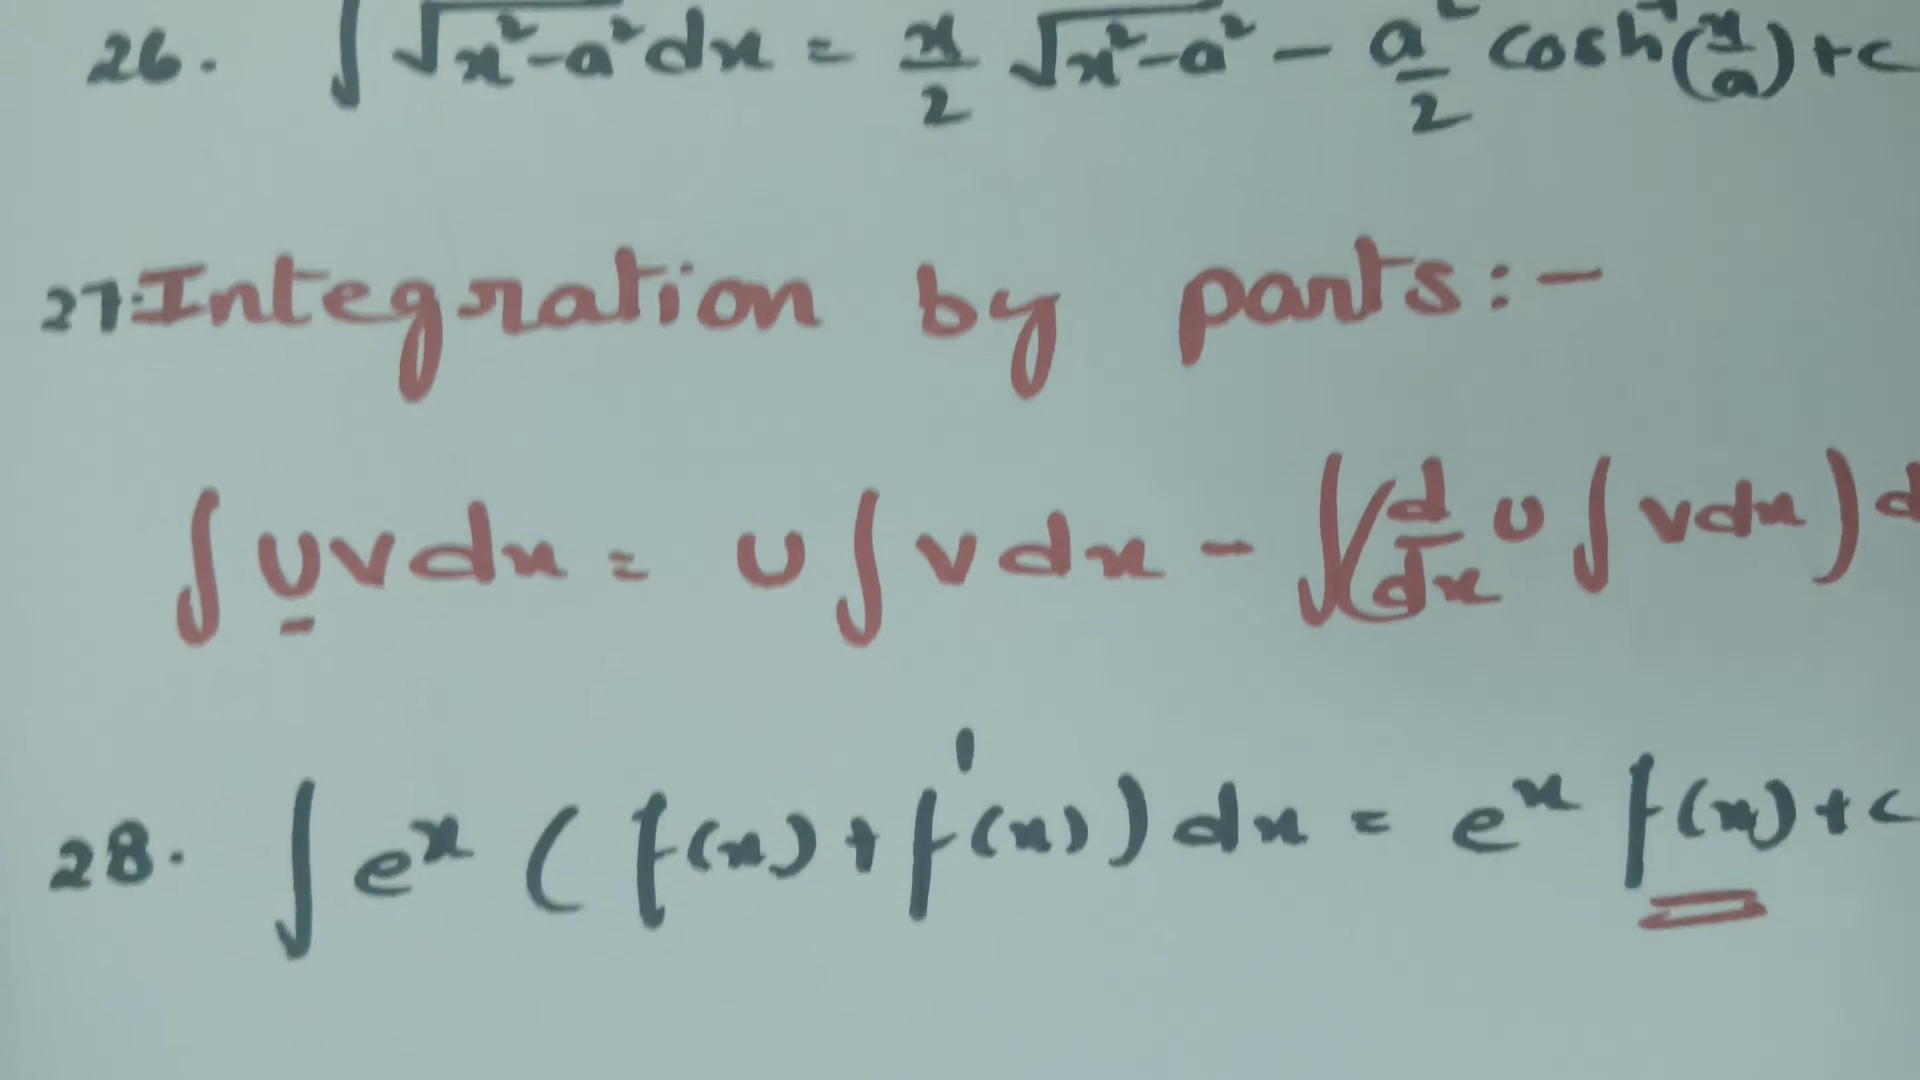 26. ∫ √x²-a² dx = x/2 √x²-a² - a²/2 cosh⁻¹(x/a) + c
27. Integration by parts:-
∫ uv dx = u ∫ v dx - ∫(d/dx u ∫ v dx) d
28. ∫ eˣ ( f(x) + f'(x)) dx = eˣ f(x) + c